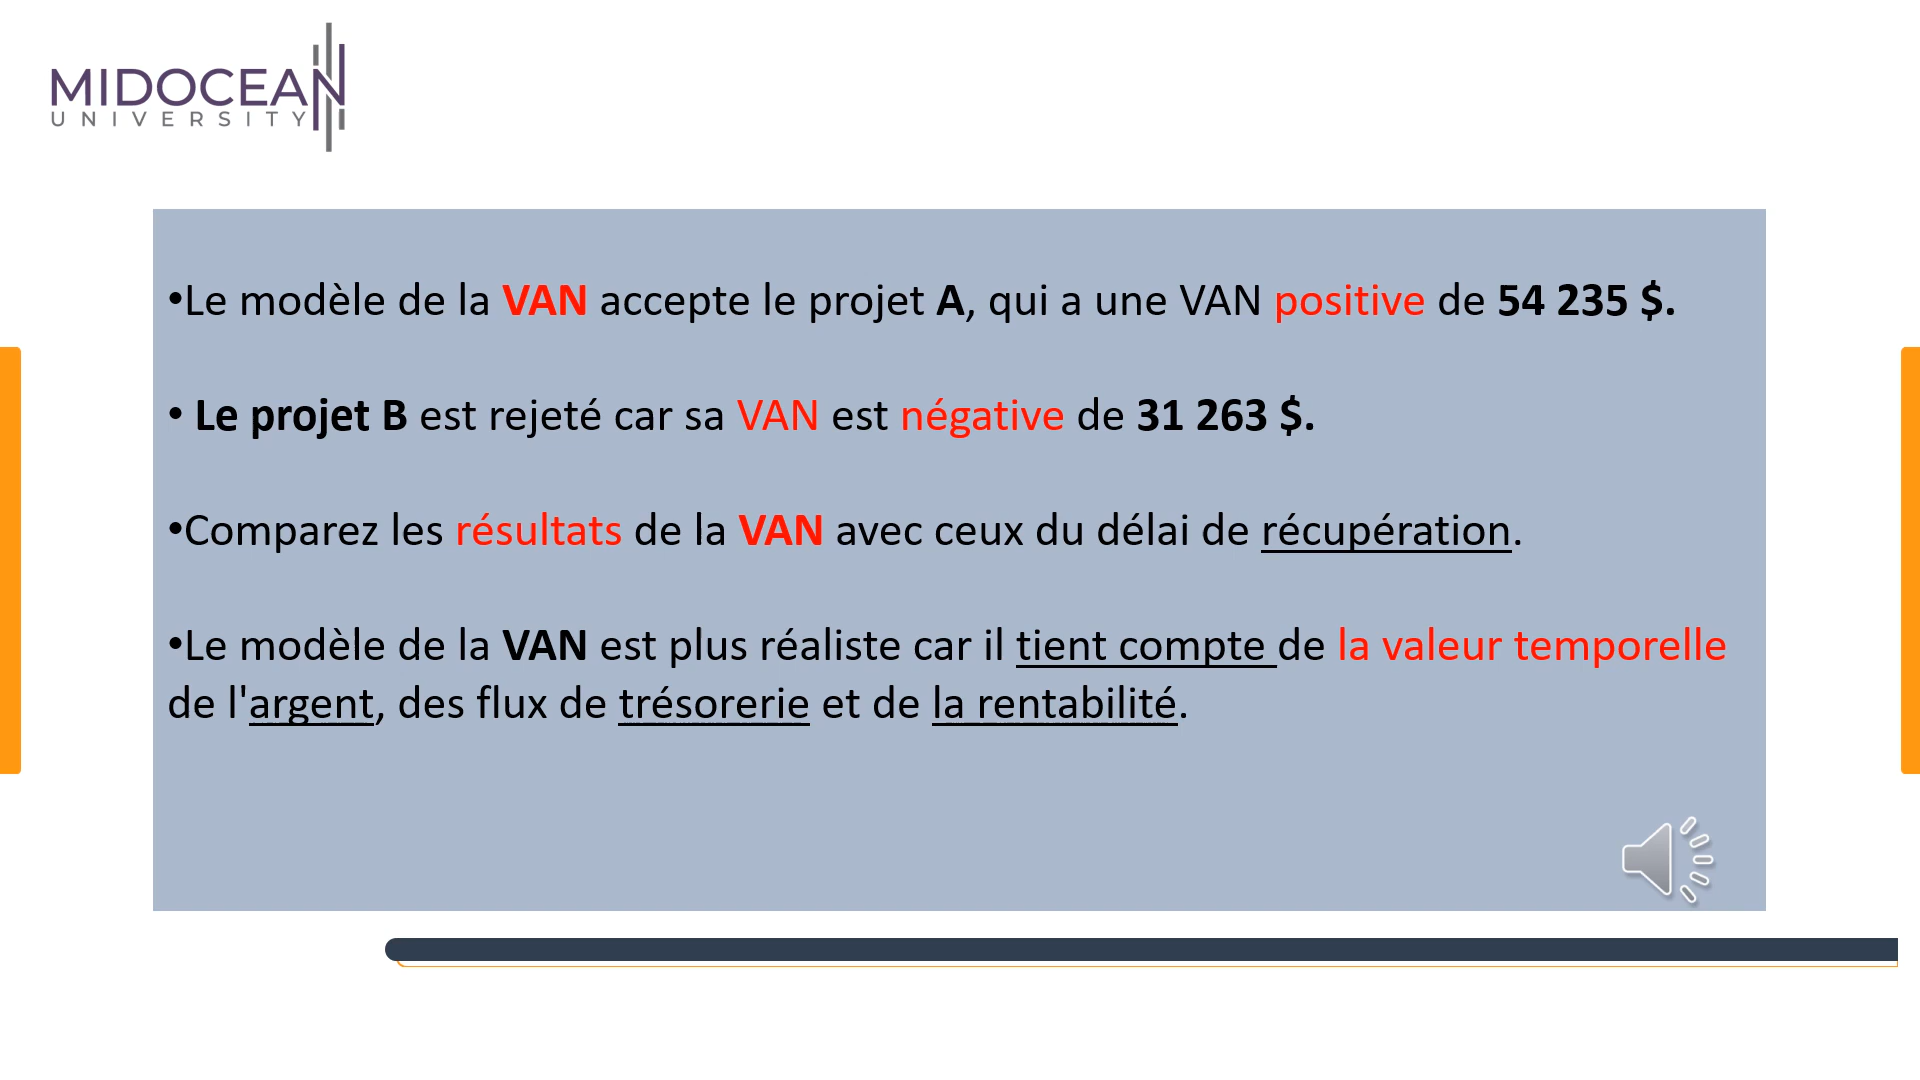 MIDOCEAN
UNIVERSITY
•Le modèle de la VAN accepte le projet A, qui a une VAN positive de 54 235 $.
• Le projet B est rejeté car sa VAN est négative de 31 263 $.
•Comparez les résultats de la VAN avec ceux du délai de récupération.
•Le modèle de la VAN est plus réaliste car il tient compte de la valeur temporelle
de l'argent, des flux de trésorerie et de la rentabilité.